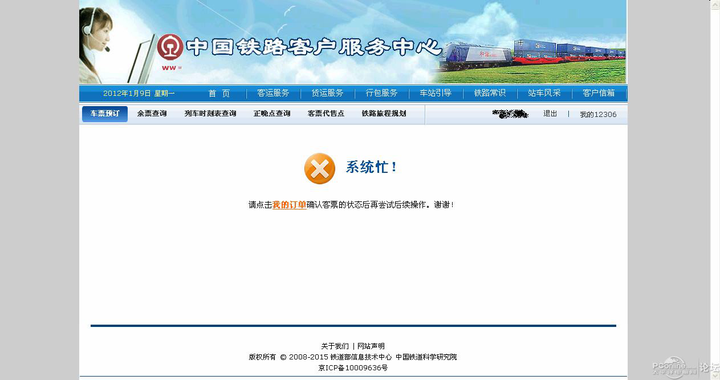 中国铁路客户服务中心
2012年1月9日 星期一 首 页 客运服务 货运服务 行包服务 车站引导 铁路常识 站车风采 客户信箱
车票预订 余票查询 列车时刻表查询 正晚点查询 客票代售点 铁路旅程规划 退出 | 我的12306
系统忙！
请点击我的订单确认客票的状态后再尝试后续操作。谢谢！
关于我们 | 网站声明
版权所有 © 2008-2015 铁道部信息技术中心 中国铁道科学研究院
京ICP备10009636号
论坛